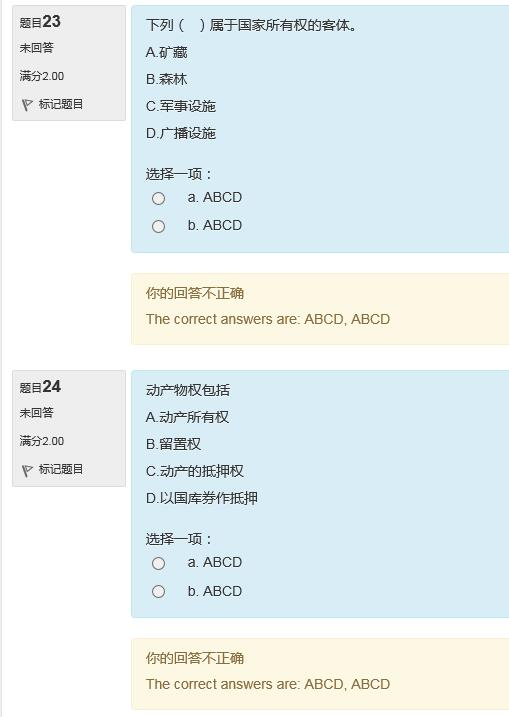 题目23
未回答
满分2.00
标记题目
下列（ ）属于国家所有权的客体。
A.矿藏
B.森林
C.军事设施
D.广播设施
选择一项：
a. ABCD
b. ABCD
你的回答不正确
The correct answers are: ABCD, ABCD
题目24
未回答
满分2.00
标记题目
动产物权包括
A.动产所有权
B.留置权
C.动产的抵押权
D.以国库券作抵押
选择一项：
a. ABCD
b. ABCD
你的回答不正确
The correct answers are: ABCD, ABCD